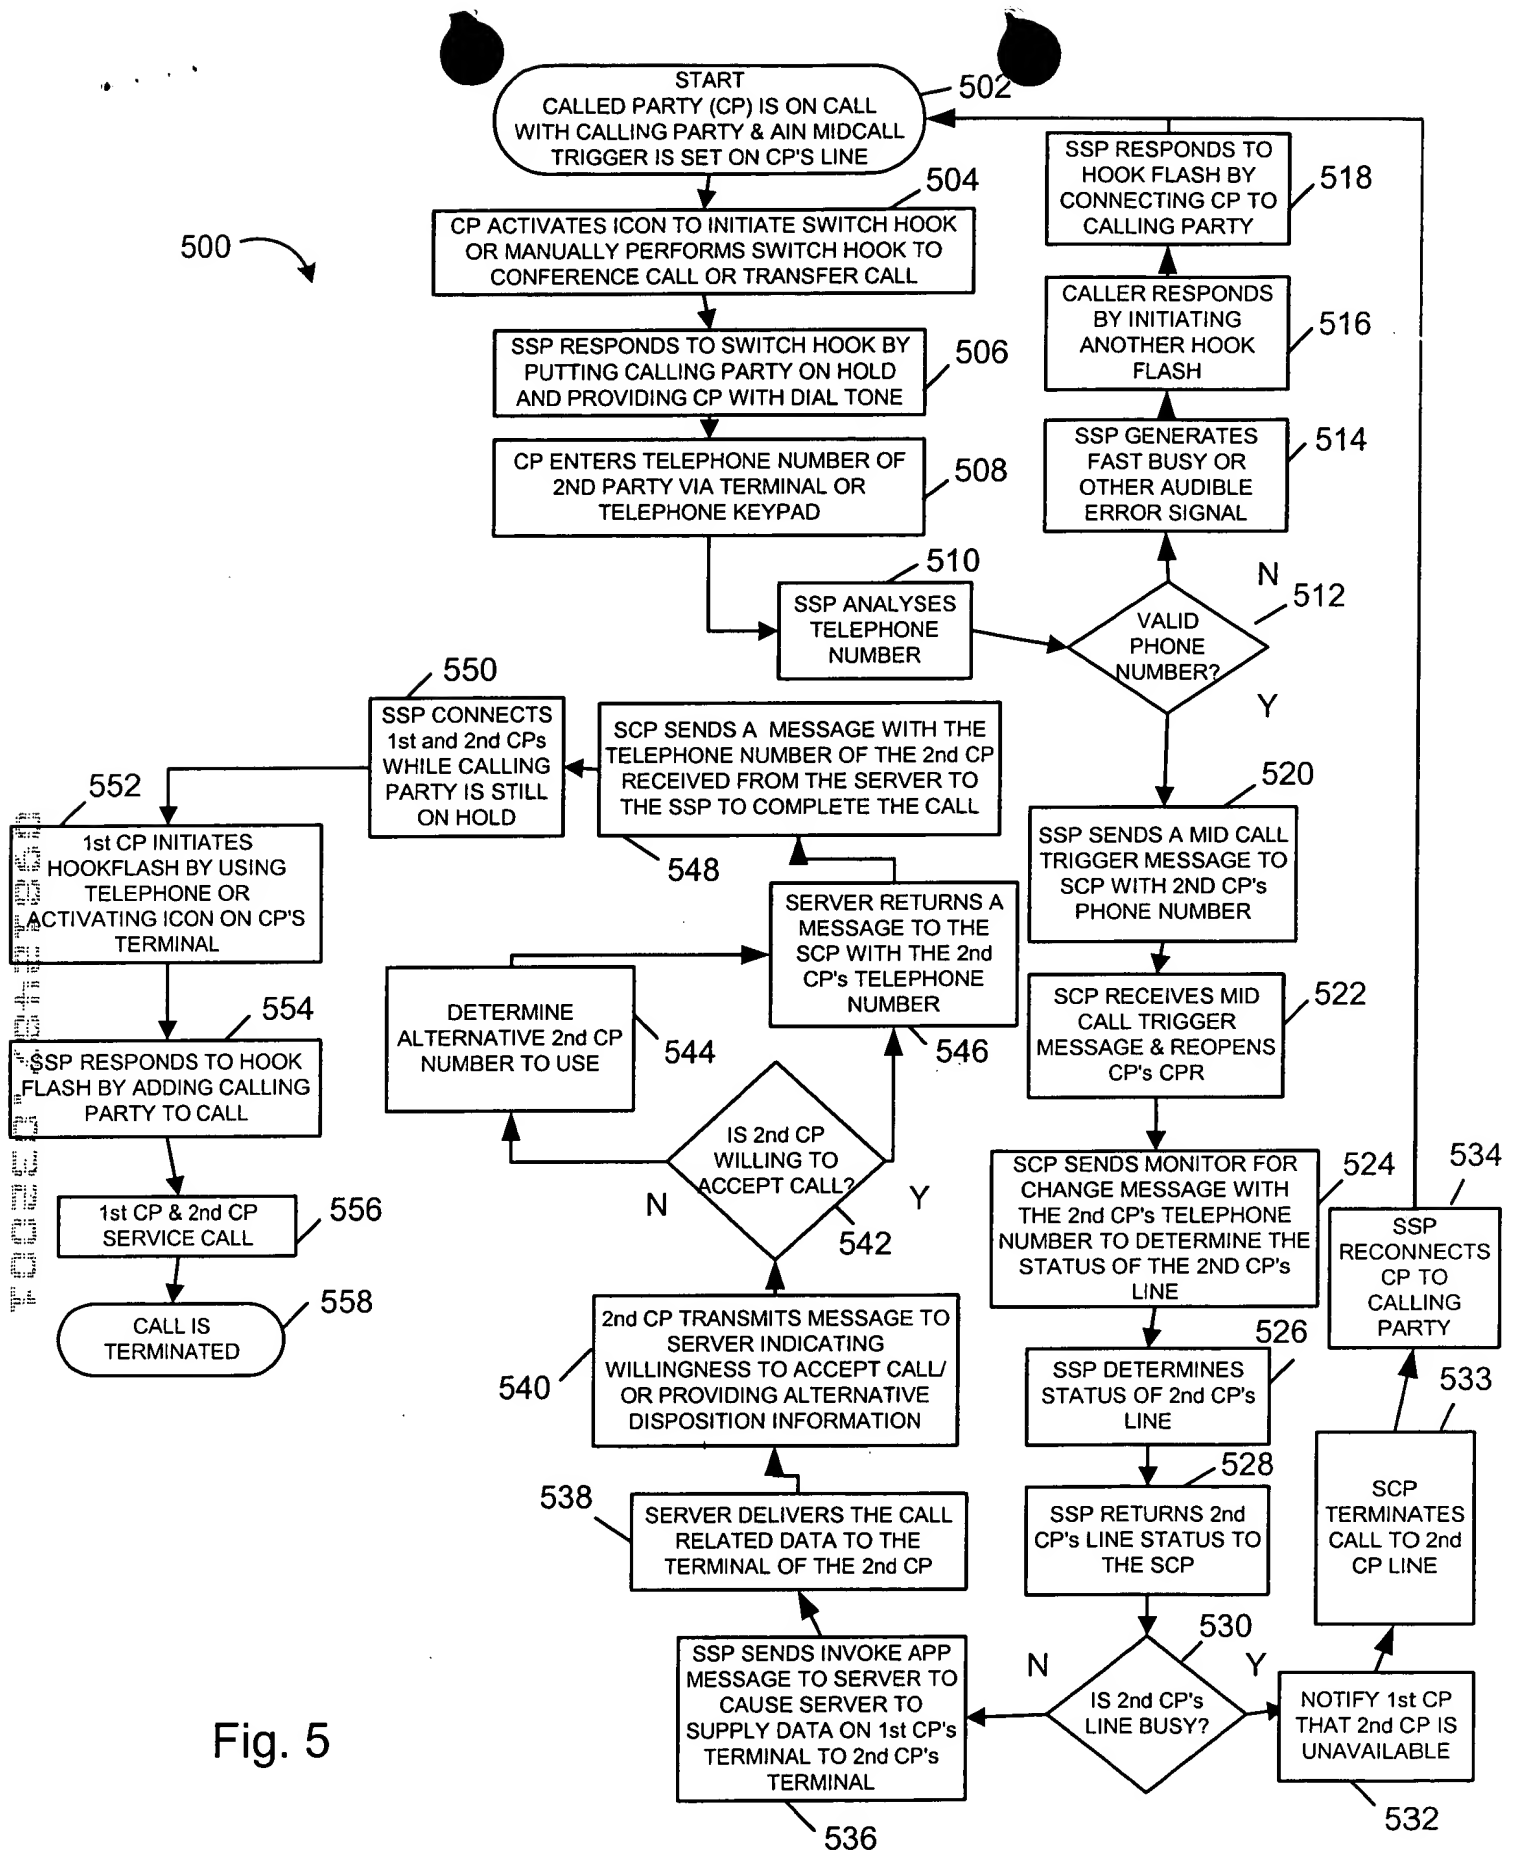 START
CALLED PARTY (CP) IS ON CALL
WITH CALLING PARTY & AIN MIDCALL
TRIGGER IS SET ON CP'S LINE
502
504
CP ACTIVATES ICON TO INITIATE SWITCH HOOK
OR MANUALLY PERFORMS SWITCH HOOK TO
CONFERENCE CALL OR TRANSFER CALL
500
SSP RESPONDS TO SWITCH HOOK BY
PUTTING CALLING PARTY ON HOLD
AND PROVIDING CP WITH DIAL TONE
506
CP ENTERS TELEPHONE NUMBER OF
2ND PARTY VIA TERMINAL OR
TELEPHONE KEYPAD
508
510
SSP ANALYSES
TELEPHONE
NUMBER
VALID
PHONE
NUMBER?
512
N
Y
SSP GENERATES
FAST BUSY OR
OTHER AUDIBLE
ERROR SIGNAL
514
CALLER RESPONDS
BY INITIATING
ANOTHER HOOK
FLASH
516
SSP RESPONDS TO
HOOK FLASH BY
CONNECTING CP TO
CALLING PARTY
518
520
SSP SENDS A MID CALL
TRIGGER MESSAGE TO
SCP WITH 2ND CP's
PHONE NUMBER
SCP RECEIVES MID
CALL TRIGGER
MESSAGE & REOPENS
CP's CPR
522
SCP SENDS MONITOR FOR
CHANGE MESSAGE WITH
THE 2nd CP's TELEPHONE
NUMBER TO DETERMINE THE
STATUS OF THE 2ND CP's
LINE
524
SSP DETERMINES
STATUS OF 2nd CP's
LINE
526
528
SSP RETURNS 2nd
CP's LINE STATUS TO
THE SCP
530
IS 2nd CP's
LINE BUSY?
N
Y
NOTIFY 1st CP
THAT 2nd CP IS
UNAVAILABLE
532
533
SCP
TERMINATES
CALL TO 2nd
CP LINE
534
SSP
RECONNECTS
CP TO
CALLING
PARTY
SSP SENDS INVOKE APP
MESSAGE TO SERVER TO
CAUSE SERVER TO
SUPPLY DATA ON 1st CP's
TERMINAL TO 2nd CP's
TERMINAL
536
538
SERVER DELIVERS THE CALL
RELATED DATA TO THE
TERMINAL OF THE 2nd CP
540
2nd CP TRANSMITS MESSAGE TO
SERVER INDICATING
WILLINGNESS TO ACCEPT CALL/
OR PROVIDING ALTERNATIVE
DISPOSITION INFORMATION
IS 2nd CP
WILLING TO
ACCEPT CALL?
542
N
Y
DETERMINE
ALTERNATIVE 2nd CP
NUMBER TO USE
544
SERVER RETURNS A
MESSAGE TO THE
SCP WITH THE 2nd
CP's TELEPHONE
NUMBER
546
SCP SENDS A MESSAGE WITH THE
TELEPHONE NUMBER OF THE 2nd CP
RECEIVED FROM THE SERVER TO
THE SSP TO COMPLETE THE CALL
548
550
SSP CONNECTS
1st and 2nd CPs
WHILE CALLING
PARTY IS STILL
ON HOLD
552
1st CP INITIATES
HOOKFLASH BY USING
TELEPHONE OR
ACTIVATING ICON ON CP'S
TERMINAL
554
SSP RESPONDS TO HOOK
FLASH BY ADDING CALLING
PARTY TO CALL
1st CP & 2nd CP
SERVICE CALL
556
CALL IS
TERMINATED
558
Fig. 5